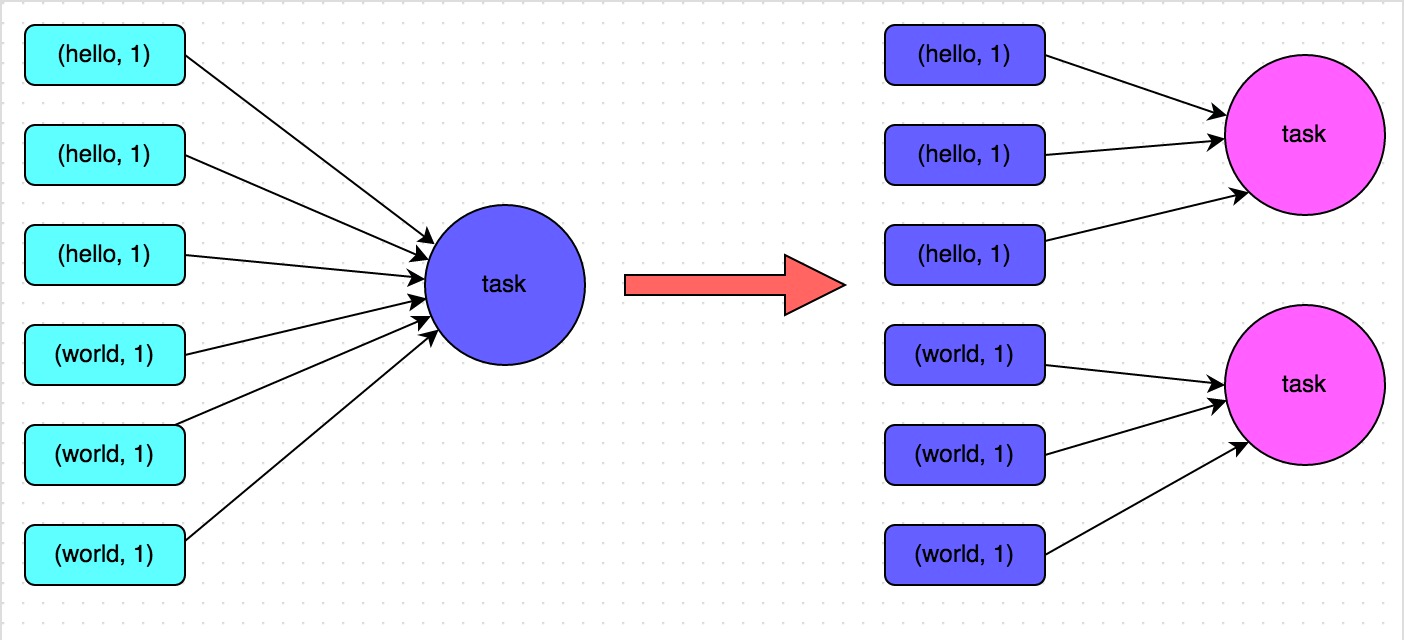 (hello, 1)
(hello, 1)
(hello, 1)
(world, 1)
(world, 1)
(world, 1)
task
(hello, 1)
(hello, 1)
(hello, 1)
(world, 1)
(world, 1)
(world, 1)
task
task